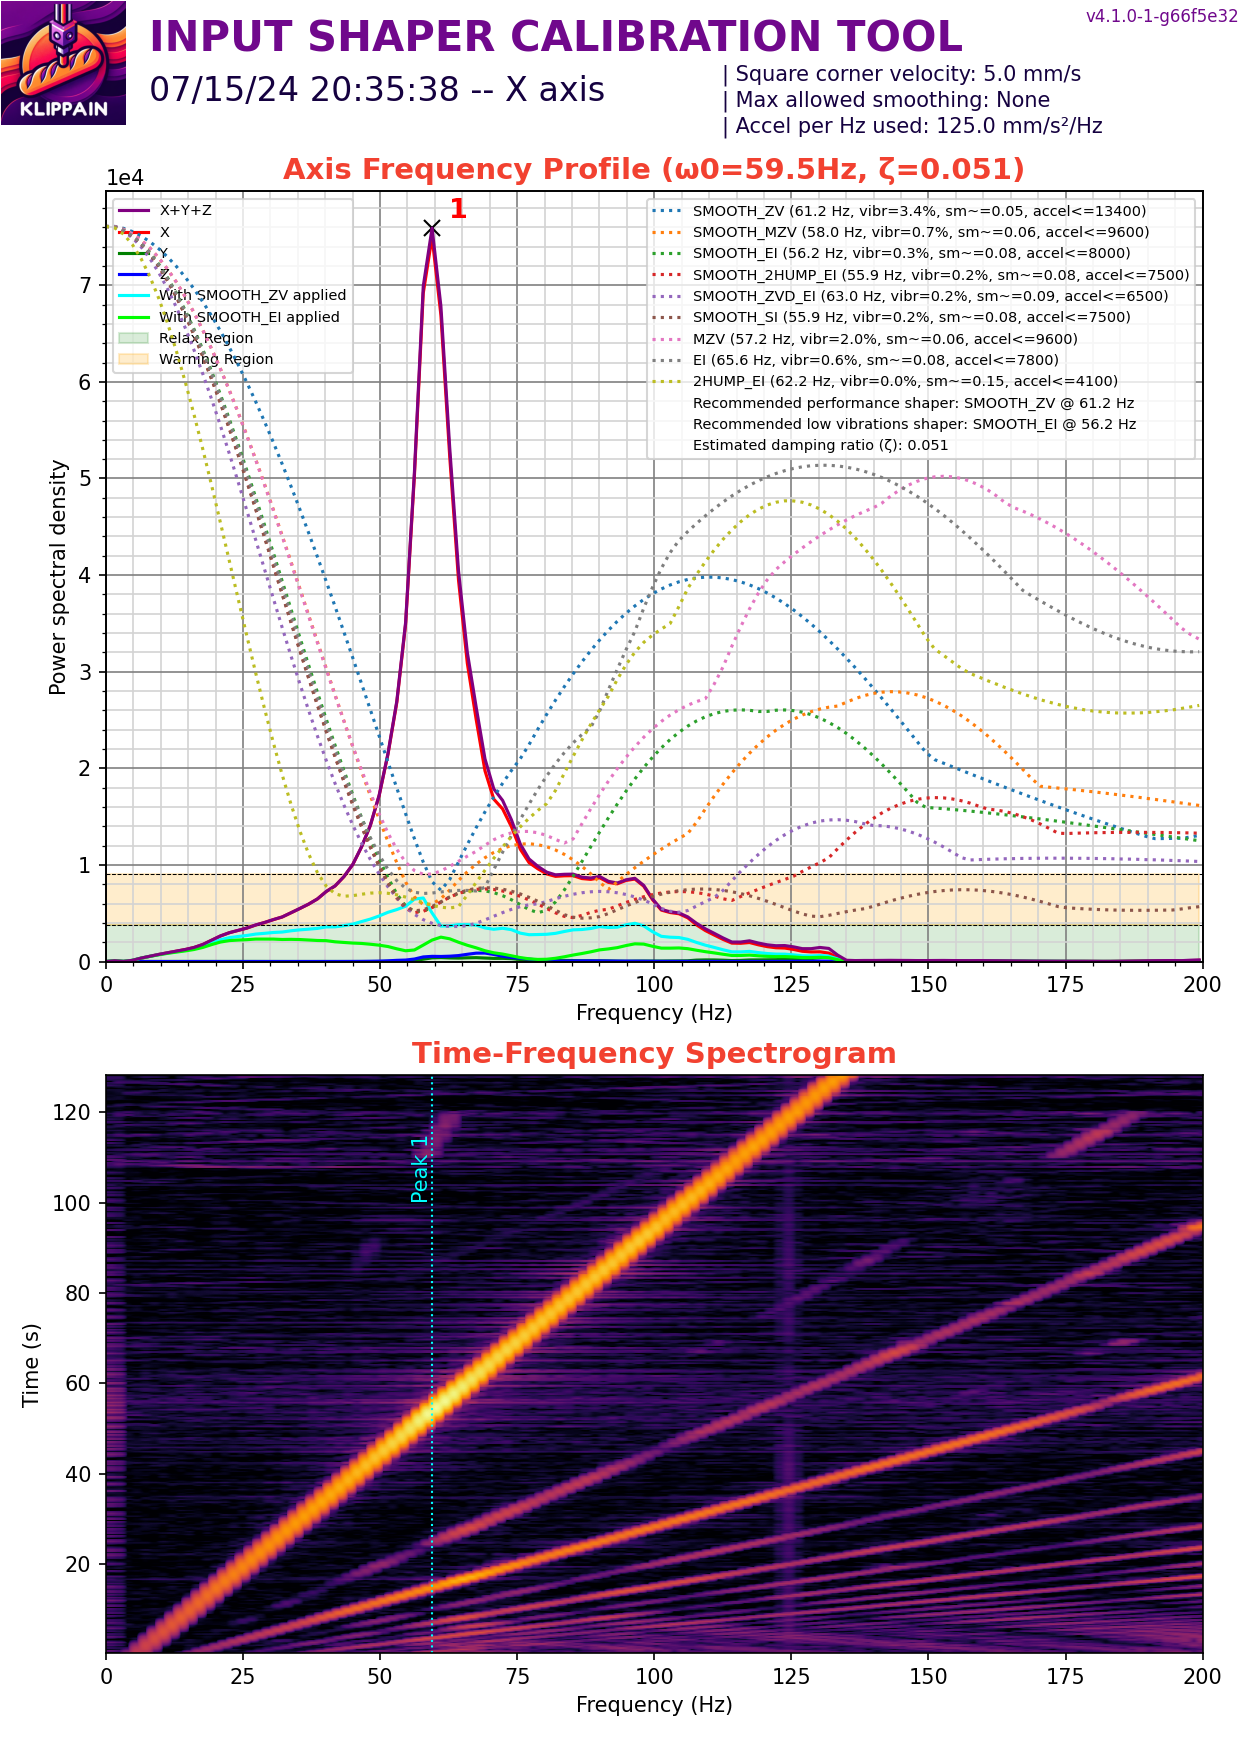 v4.1.0-1-g66f5e32
INPUT SHAPER CALIBRATION TOOL
07/15/24 20:35:38 -- X axis
| Square corner velocity: 5.0 mm/s
| Max allowed smoothing: None
| Accel per Hz used: 125.0 mm/s²/Hz
KLIPPAIN
Axis Frequency Profile (ω0=59.5Hz, ζ=0.051)
1e4
1
X+Y+Z
X
Y
Z
With SMOOTH_ZV applied
With SMOOTH_EI applied
Relax Region
Warning Region
SMOOTH_ZV (61.2 Hz, vibr=3.4%, sm~=0.05, accel<=13400)
SMOOTH_MZV (58.0 Hz, vibr=0.7%, sm~=0.06, accel<=9600)
SMOOTH_EI (56.2 Hz, vibr=0.3%, sm~=0.08, accel<=8000)
SMOOTH_2HUMP_EI (55.9 Hz, vibr=0.2%, sm~=0.08, accel<=7500)
SMOOTH_ZVD_EI (63.0 Hz, vibr=0.2%, sm~=0.09, accel<=6500)
SMOOTH_SI (55.9 Hz, vibr=0.2%, sm~=0.08, accel<=7500)
MZV (57.2 Hz, vibr=2.0%, sm~=0.06, accel<=9600)
EI (65.6 Hz, vibr=0.6%, sm~=0.08, accel<=7800)
2HUMP_EI (62.2 Hz, vibr=0.0%, sm~=0.15, accel<=4100)
Recommended performance shaper: SMOOTH_ZV @ 61.2 Hz
Recommended low vibrations shaper: SMOOTH_EI @ 56.2 Hz
Estimated damping ratio (ζ): 0.051
Power spectral density
7
6
5
4
3
2
1
0
0 25 50 75 100 125 150 175 200
Frequency (Hz)
Time-Frequency Spectrogram
Peak 1
Time (s)
120
100
80
60
40
20
0 25 50 75 100 125 150 175 200
Frequency (Hz)